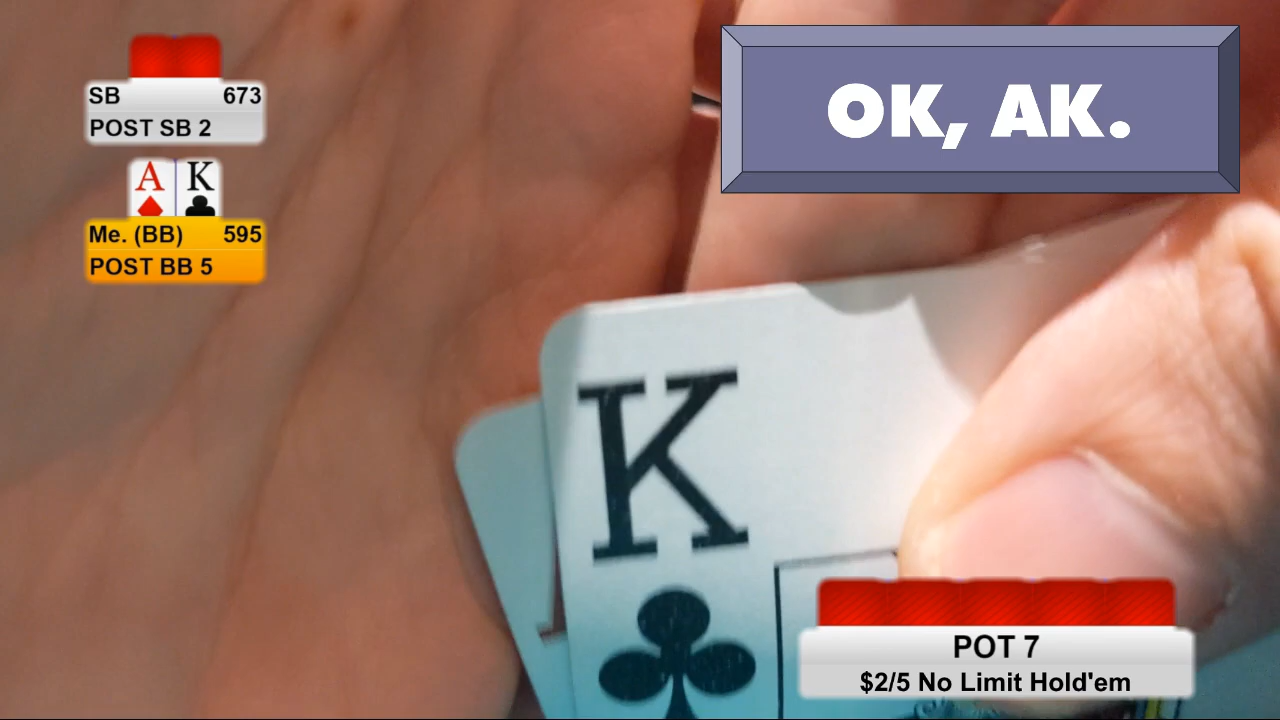 SB 673
POST SB 2
A K
Me. (BB) 595
POST BB 5
OK, AK.
K
POT 7
$2/5 No Limit Hold'em